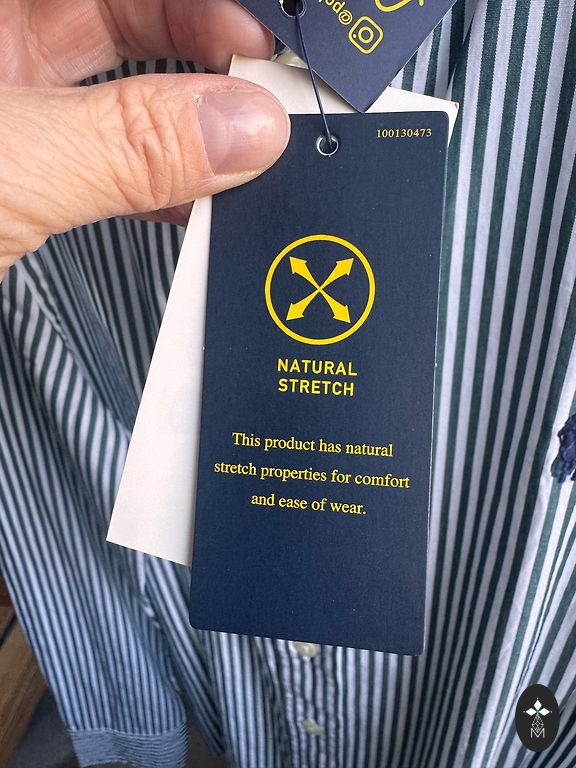 100130473
NATURAL
STRETCH
This product has natural
stretch properties for comfort
and ease of wear.
M